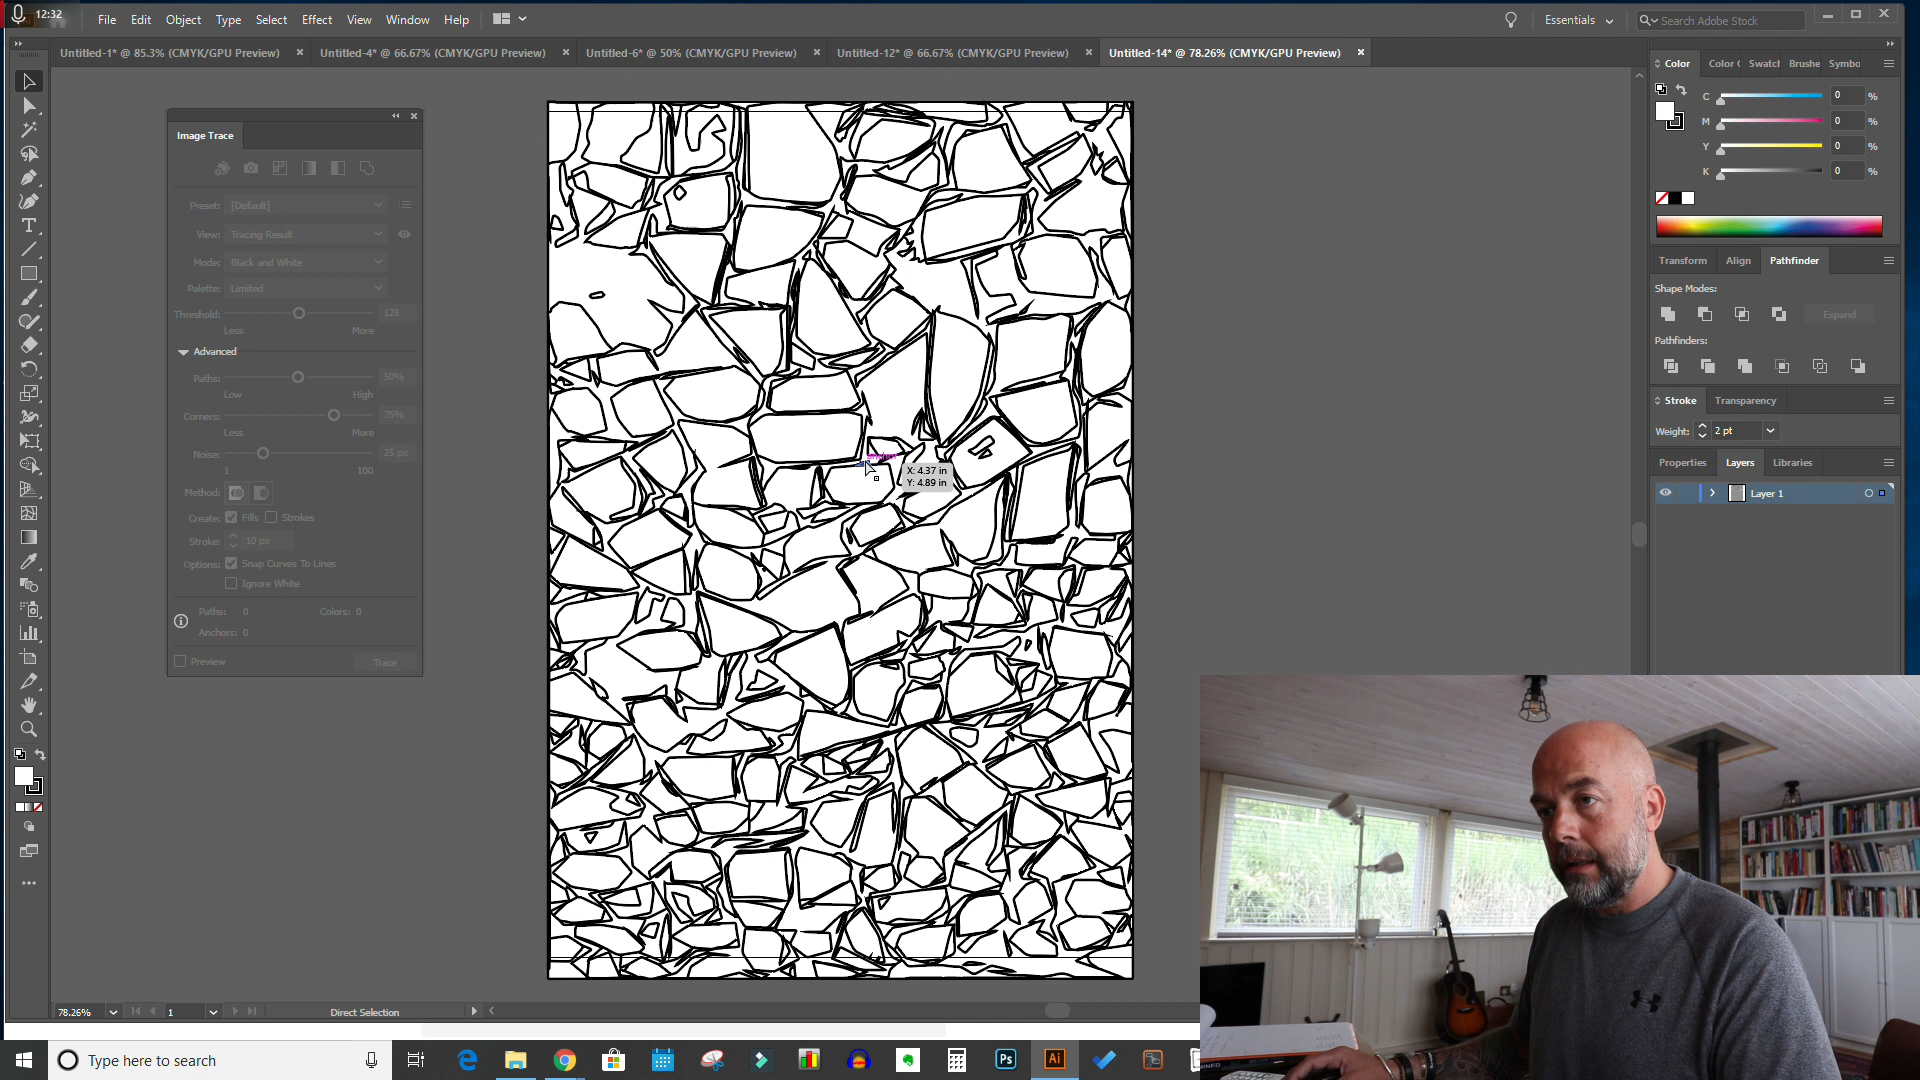 12:32
File Edit Object Type Select Effect View Window Help
Essentials
Search Adobe Stock
Untitled-1* @ 85.3% (CMYK/GPU Preview) × Untitled-4* @ 66.67% (CMYK/GPU Preview) × Untitled-6* @ 50% (CMYK/GPU Preview) × Untitled-12* @ 66.67% (CMYK/GPU Preview) × Untitled-14* @ 78.26% (CMYK/GPU Preview) ×
Image Trace
Preset: [Default]
View: Tracing Result
Mode: Black and White
Palette: Limited
Threshold: 128
Less More
Advanced
Paths: 50%
Low High
Corners: 75%
Less More
Noise: 25 px
1 100
Method:
Create: Fills Strokes
Stroke: 10 px
Options: Snap Curves To Lines
Ignore White
Paths: 0 Colors: 0
Anchors: 0
Preview Trace
X: 4.37 in
Y: 4.89 in
Color Color Swatch Brushe Symbo
C 0 %
M 0 %
Y 0 %
K 0 %
Transform Align Pathfinder
Shape Modes:
Expand
Pathfinders:
Stroke Transparency
Weight: 2 pt
Properties Layers Libraries
Layer 1
78.26% 1 Direct Selection
Type here to search
Ps Ai